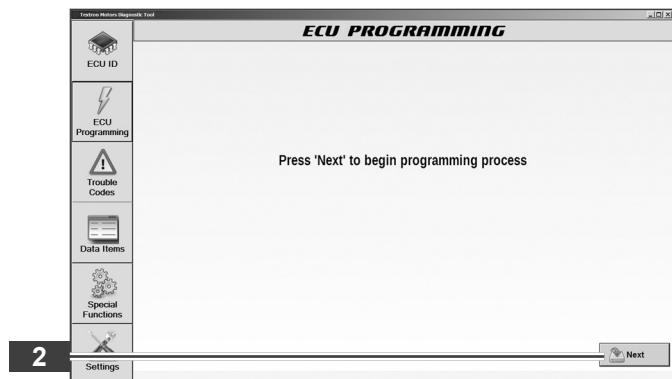 Textron Motors Diagnostic Tool
ECU PROGRAMMING
ECU ID
ECU
Programming
Trouble
Codes
Data Items
Special
Functions
Settings
Press 'Next' to begin programming process
2
Next